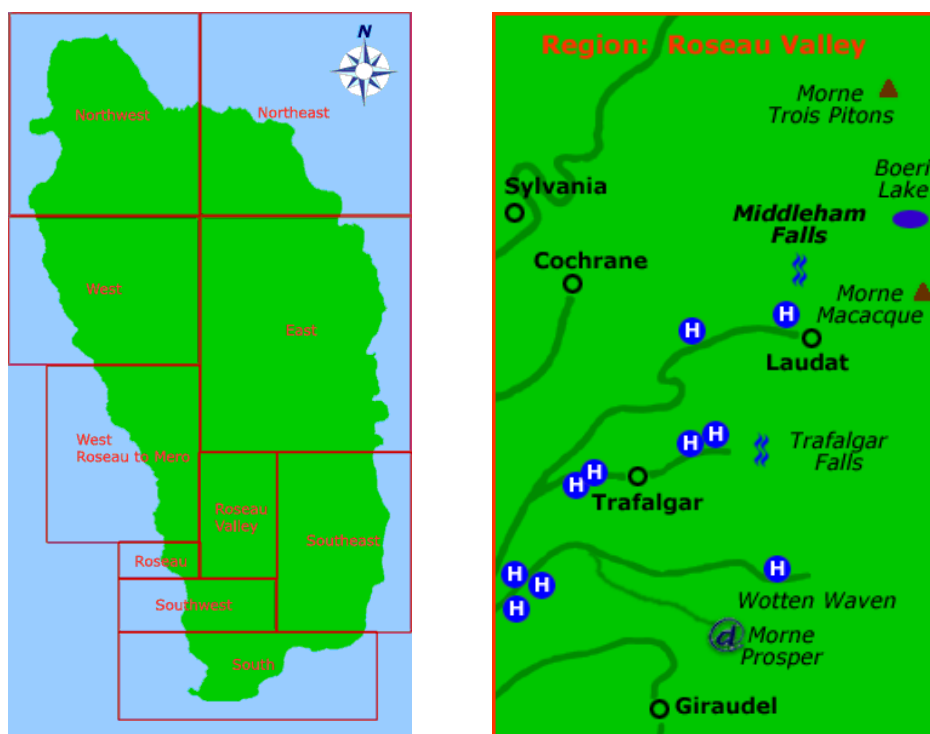 N
Northwest
Northeast
West
East
West
Roseau to Maro
Roseau
Valley
Southeast
Roseau
Southwest
South
Region: Roseau Valley
Morne
Trois Pitons
Boeri
Lake
Sylvania
Middleham
Falls
Cochrane
Morne
Macacque
H
H
Laudat
H
H
Trafalgar
Falls
H
H
Trafalgar
H
H
H
H
Wotten Waven
d
Morne
Prosper
Giraudel